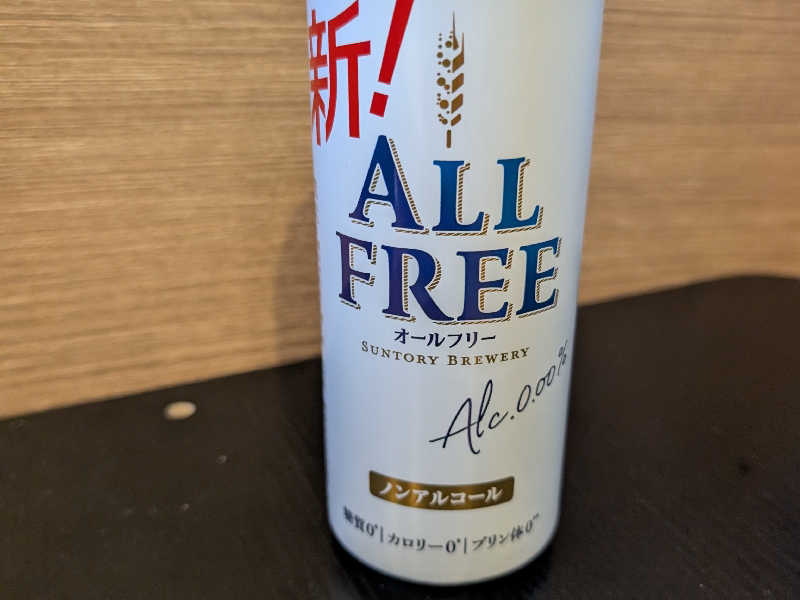 新!
ALL
FREE
オールフリー
SUNTORY BREWERY
Alc.0.00%
ノンアルコール
糖質0*|カロリー0*|プリン体0**